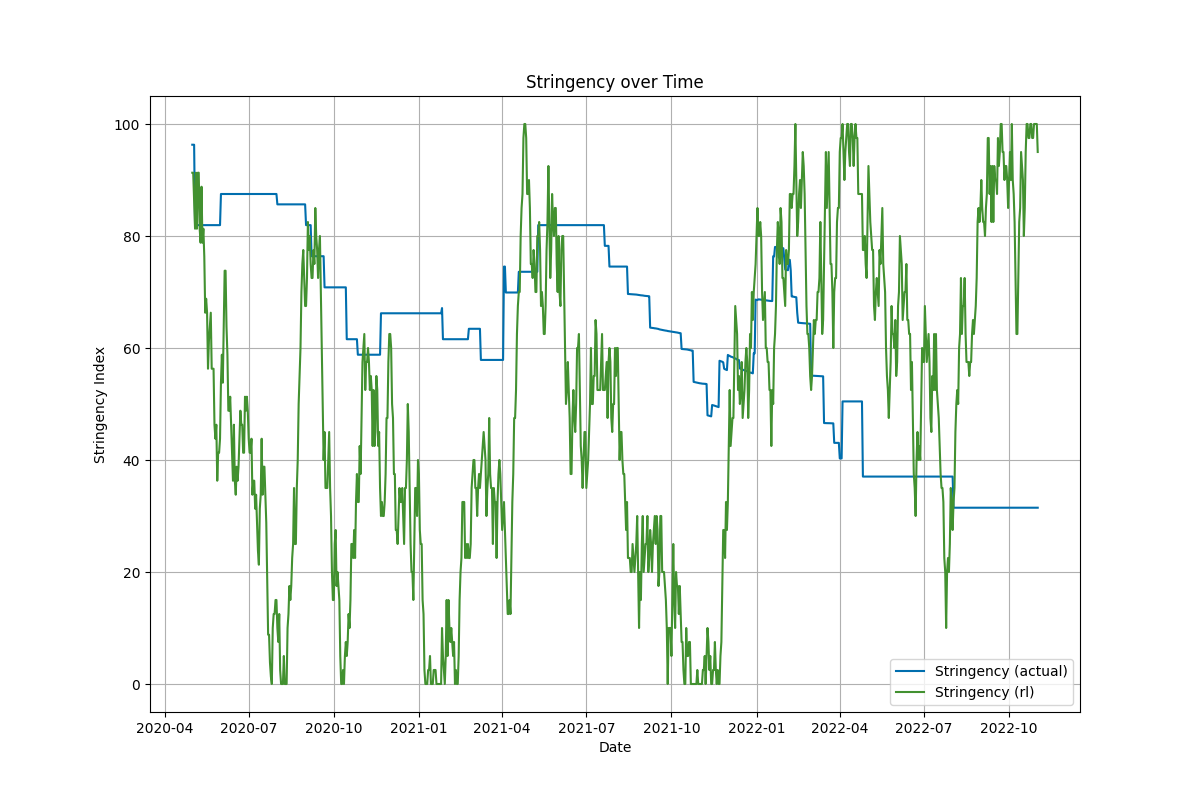 Stringency over Time
Stringency Index
100
80
60
40
20
0
2020-04 2020-07 2020-10 2021-01 2021-04 2021-07 2021-10 2022-01 2022-04 2022-07 2022-10
Date
Stringency (actual)
Stringency (rl)